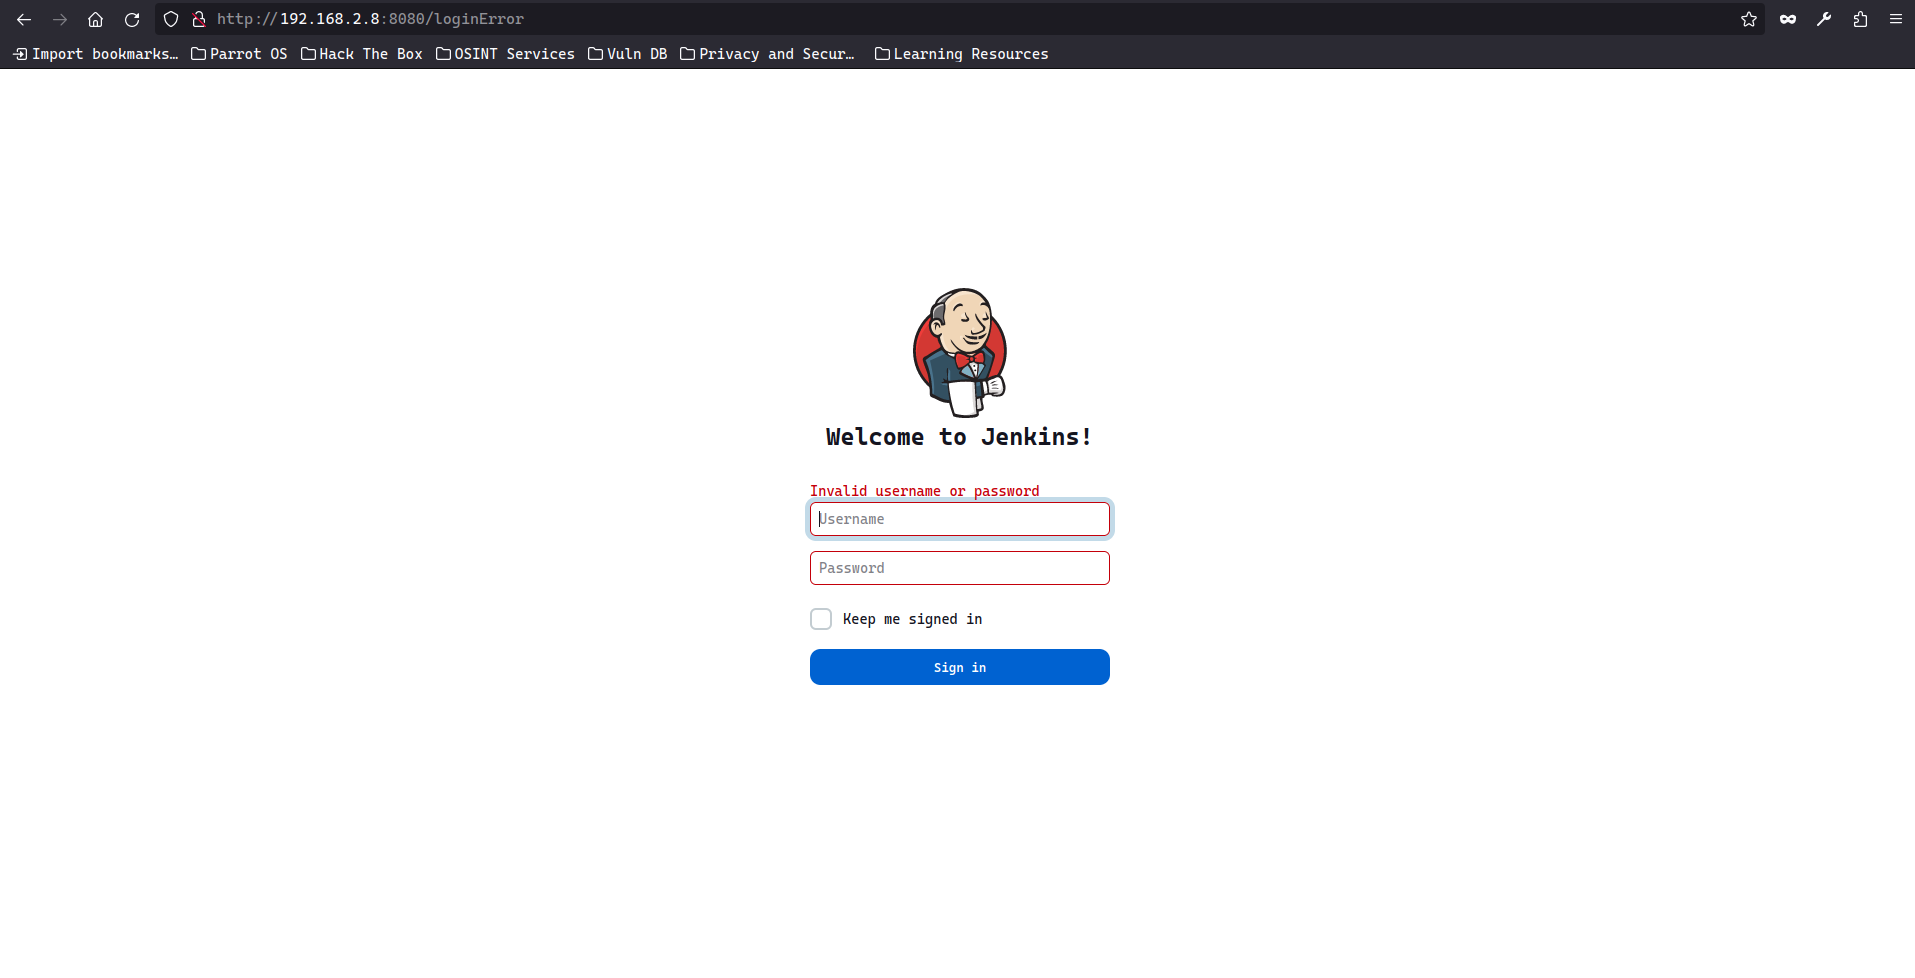 http://192.168.2.8:8080/loginError
Import bookmarks… Parrot OS Hack The Box OSINT Services Vuln DB Privacy and Secur… Learning Resources
Welcome to Jenkins!
Invalid username or password
Username
Password
Keep me signed in
Sign in